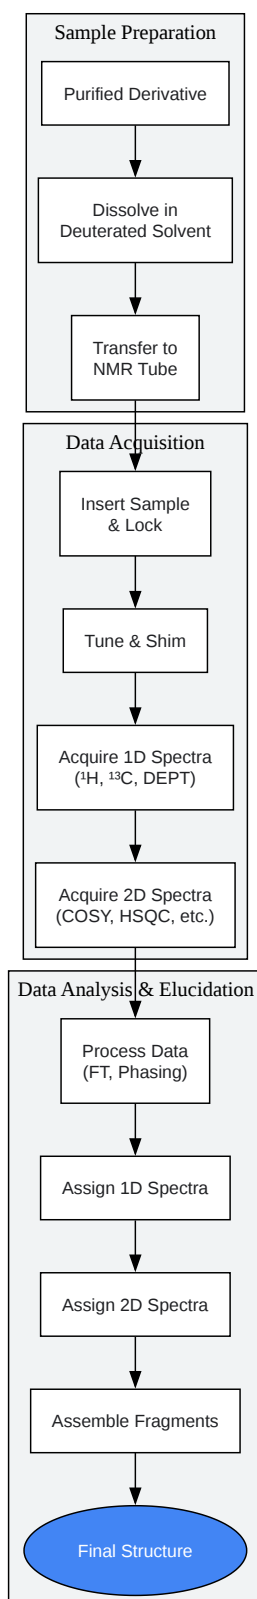 Sample Preparation
Purified Derivative
Dissolve in
Deuterated Solvent
Transfer to
NMR Tube
Data Acquisition
Insert Sample
& Lock
Tune & Shim
Acquire 1D Spectra
(¹H, ¹³C, DEPT)
Acquire 2D Spectra
(COSY, HSQC, etc.)
Data Analysis & Elucidation
Process Data
(FT, Phasing)
Assign 1D Spectra
Assign 2D Spectra
Assemble Fragments
Final Structure